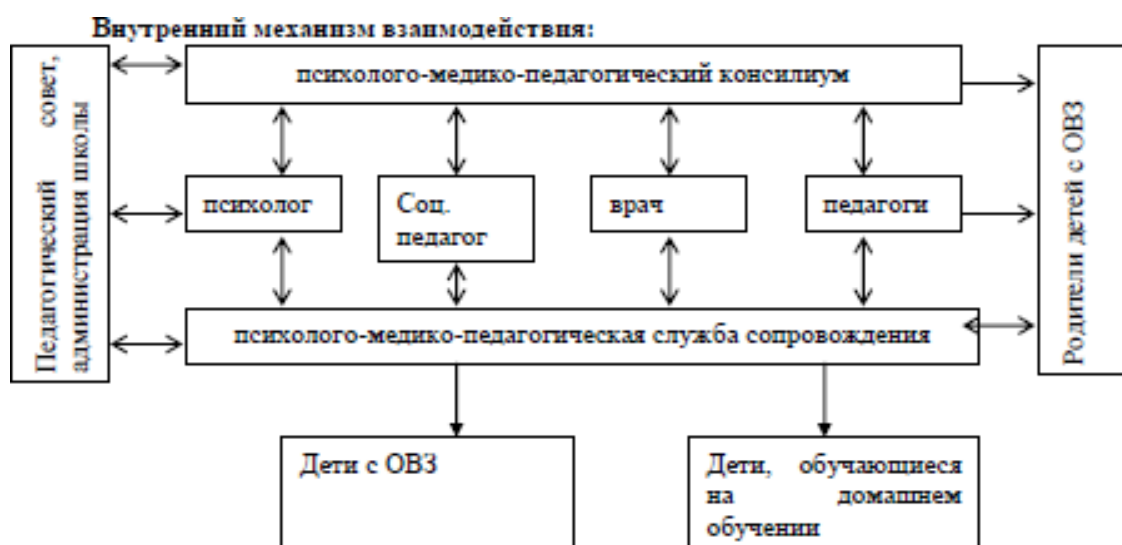 Внутренний механизм взаимодействия:
Педагогический совет,
администрация школы
психолого-медико-педагогический консилиум
психолог
Соц.
педагог
врач
педагоги
Родители детей с ОВЗ
психолого-медико-педагогическая служба сопровождения
Дети с ОВЗ
Дети, обучающиеся
на домашнем
обучении